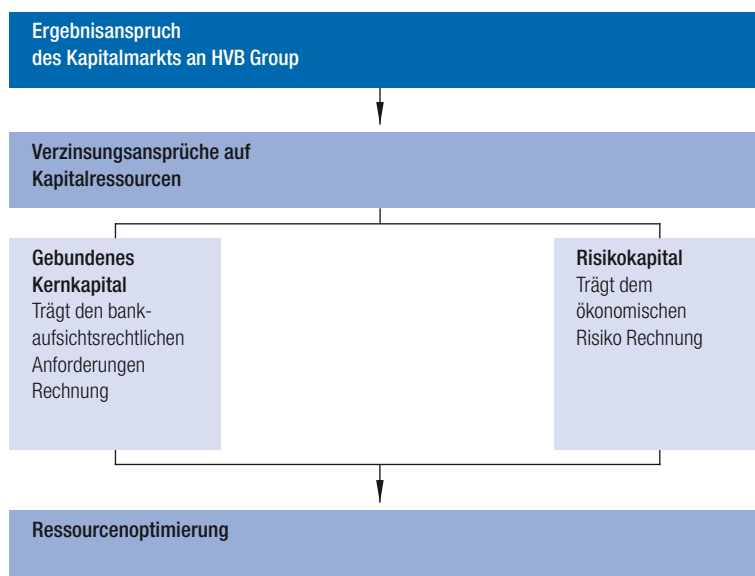 Ergebnisanspruch
des Kapitalmarkts an HVB Group
Verzinsungsansprüche auf
Kapitalressourcen
Gebundenes
Kernkapital
Trägt den bank-
aufsichtsrechtlichen
Anforderungen
Rechnung
Risikokapital
Trägt dem
ökonomischen
Risiko Rechnung
Ressourcenoptimierung